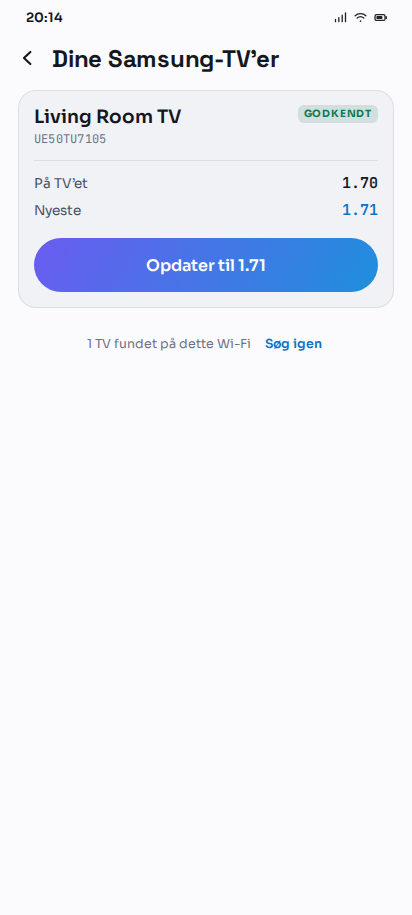 20:14
Dine Samsung-TV’er
Living Room TV
GODKENDT
UE50TU7105
På TV’et
1.70
Nyeste
1.71
Opdater til 1.71
1 TV fundet på dette Wi-Fi Søg igen